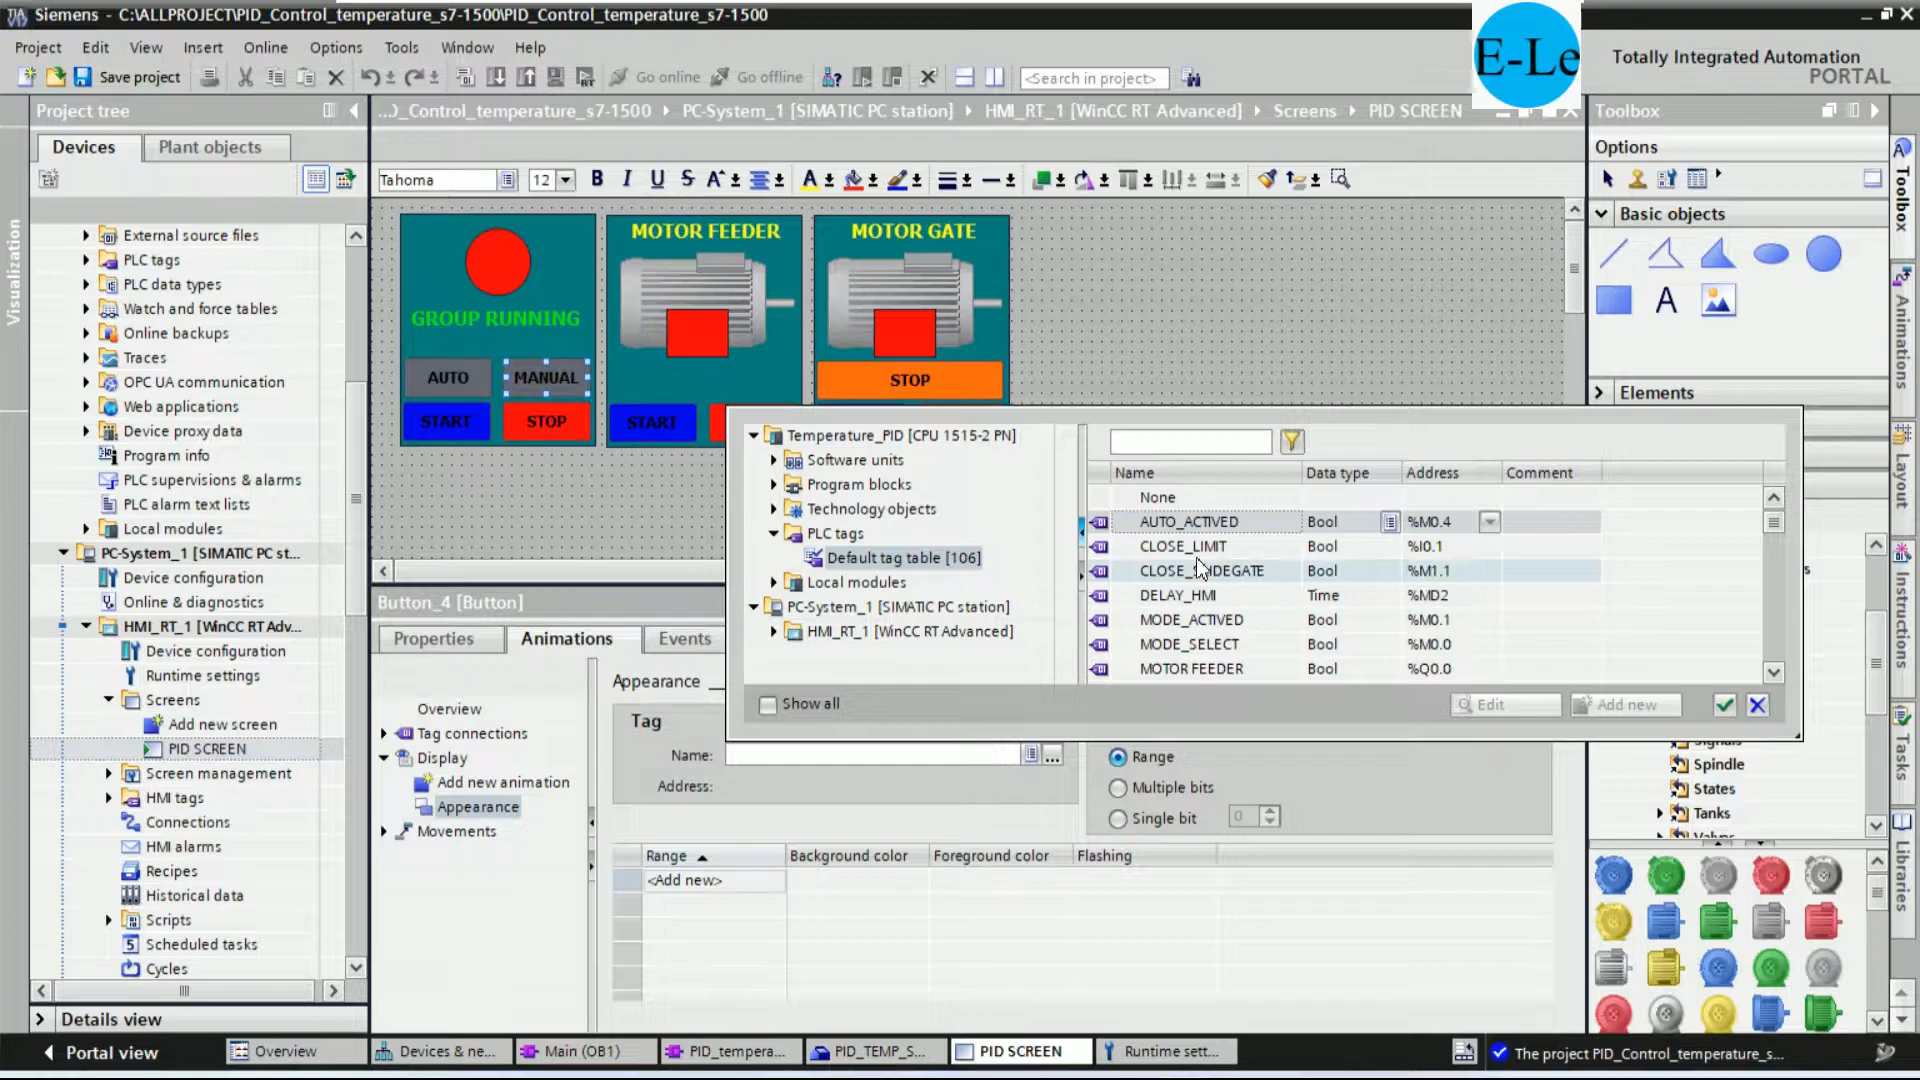 Siemens - C:\ALLPROJECT\PID_Control_temperature_s7-1500\PID_Control_temperature_s7-1500
Project Edit View Insert Online Options Tools Window Help
E-Le
Totally Integrated Automation
PORTAL
Save project
Go online
Go offline
<Search in project>
Project tree
...)_Control_temperature_s7-1500 PC-System_1 [SIMATIC PC station] HMI_RT_1 [WinCC RT Advanced] Screens PID SCREEN
Toolbox
Devices
Plant objects
Options
Tahoma
12
Basic objects
Elements
Visualization
External source files
PLC tags
PLC data types
Watch and force tables
Online backups
Traces
OPC UA communication
Web applications
Device proxy data
Program info
PLC supervisions & alarms
PLC alarm text lists
Local modules
PC-System_1 [SIMATIC PC st...
Device configuration
Online & diagnostics
HMI_RT_1 [WinCC RT Adv...
Device configuration
Runtime settings
Screens
Add new screen
PID SCREEN
Screen management
HMI tags
Connections
HMI alarms
Recipes
Historical data
Scripts
Scheduled tasks
Cycles
Details view
GROUP RUNNING
AUTO
MANUAL
START
STOP
MOTOR FEEDER
START
MOTOR GATE
STOP
Temperature_PID [CPU 1515-2 PN]
Software units
Program blocks
Technology objects
PLC tags
Default tag table [106]
Local modules
PC-System_1 [SIMATIC PC station]
HMI_RT_1 [WinCC RT Advanced]
Name Data type Address Comment
None
AUTO_ACTIVED Bool %M0.4
CLOSE_LIMIT Bool %I0.1
Bool %M1.1
DELAY_HMI Time %MD2
MODE_ACTIVED Bool %M0.1
MODE_SELECT Bool %M0.0
MOTOR FEEDER Bool %Q0.0
Show all
Edit
Add new
Button_4 [Button]
Properties
Animations
Events
Overview
Tag connections
Display
Add new animation
Appearance
Movements
Appearance
Tag
Name:
...
Address:
Range
Multiple bits
Single bit
0
Range Background color Foreground color Flashing
<Add new>
Spindle
States
Tanks
Toolbox
Animations
Layout
Instructions
Tasks
Libraries
Portal view
Overview
Devices & ne...
Main (OB1)
PID_tempera...
PID_TEMP_S...
PID SCREEN
Runtime sett...
The project PID_Control_temperature_s...